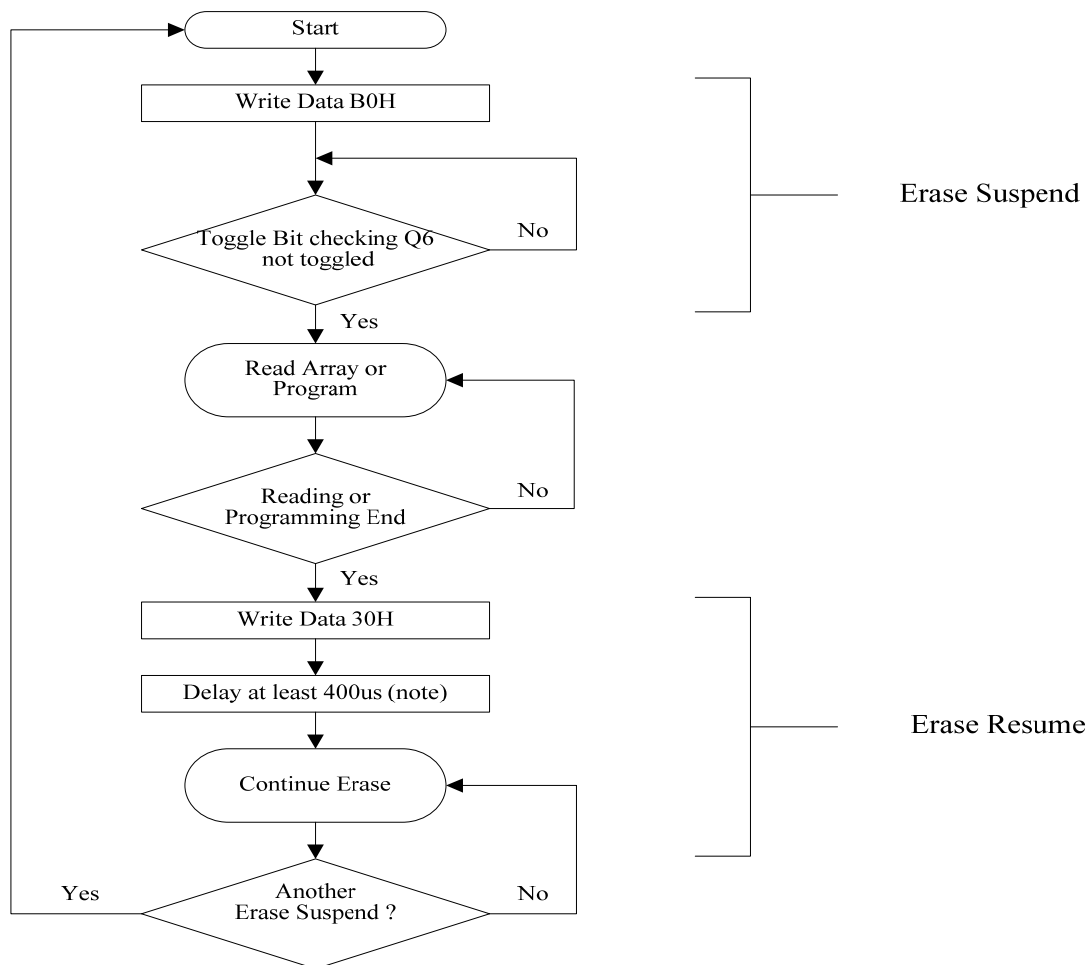 Start
Write Data B0H
Erase Suspend
No
Toggle Bit checking Q6
not toggled
Yes
Read Array or
Program
No
Reading or
Programming End
Yes
Write Data 30H
Delay at least 400us (note)
Erase Resume
Continue Erase
Yes
Another
Erase Suspend ?
No